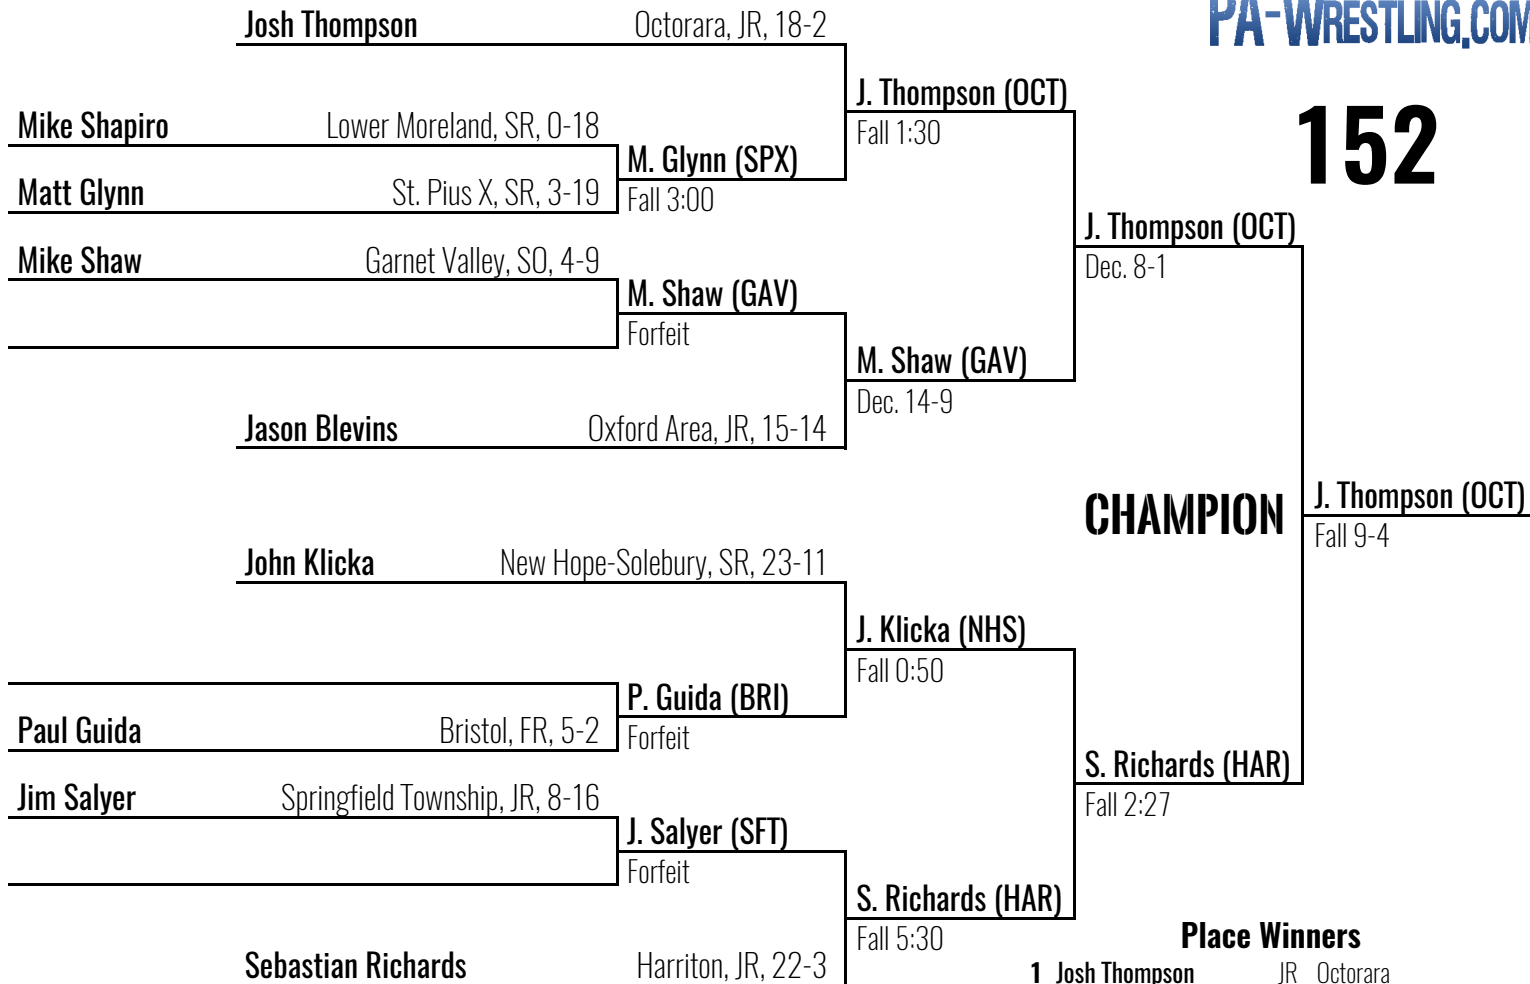 PA-WRESTLING.COM
Josh Thompson Octorara, JR, 18-2
J. Thompson (OCT)
Fall 1:30
152
Mike Shapiro Lower Moreland, SR, 0-18
M. Glynn (SPX)
Fall 3:00
Matt Glynn St. Pius X, SR, 3-19
J. Thompson (OCT)
Dec. 8-1
Mike Shaw Garnet Valley, SO, 4-9
M. Shaw (GAV)
Forfeit
M. Shaw (GAV)
Dec. 14-9
Jason Blevins Oxford Area, JR, 15-14
CHAMPION
J. Thompson (OCT)
Fall 9-4
John Klicka New Hope-Solebury, SR, 23-11
J. Klicka (NHS)
Fall 0:50
P. Guida (BRI)
Forfeit
Paul Guida Bristol, FR, 5-2
S. Richards (HAR)
Fall 2:27
Jim Salyer Springfield Township, JR, 8-16
J. Salyer (SFT)
Forfeit
S. Richards (HAR)
Fall 5:30
Sebastian Richards Harriton, JR, 22-3
Place Winners
1 Josh Thompson JR Octorara